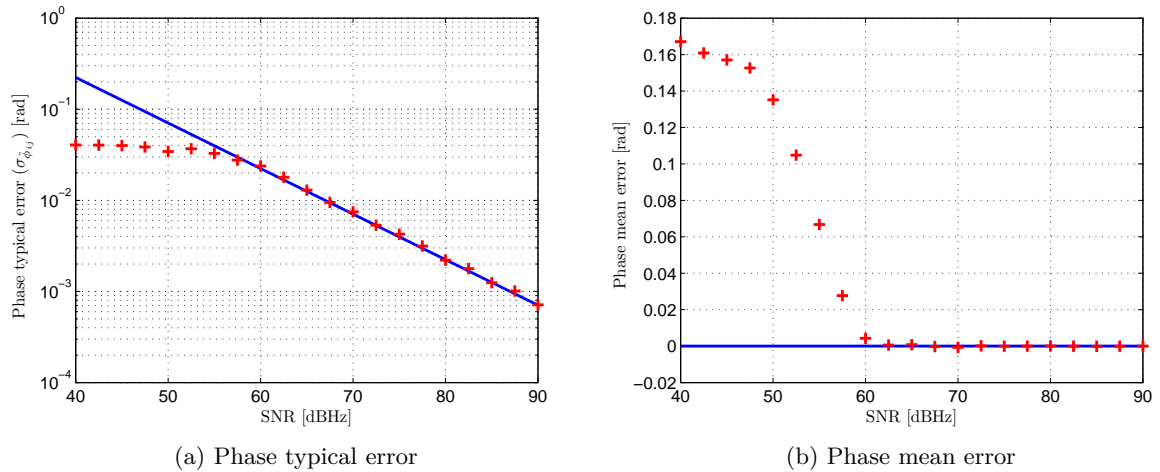 10^0
10^{-1}
10^{-2}
10^{-3}
10^{-4}
40 50 60 70 80 90
SNR [dBHz]
Phase typical error (σ_{ϕ̂_{ij}}) [rad]
(a) Phase typical error
0.18
0.16
0.14
0.12
0.1
0.08
0.06
0.04
0.02
0
−0.02
40 50 60 70 80 90
SNR [dBHz]
Phase mean error [rad]
(b) Phase mean error